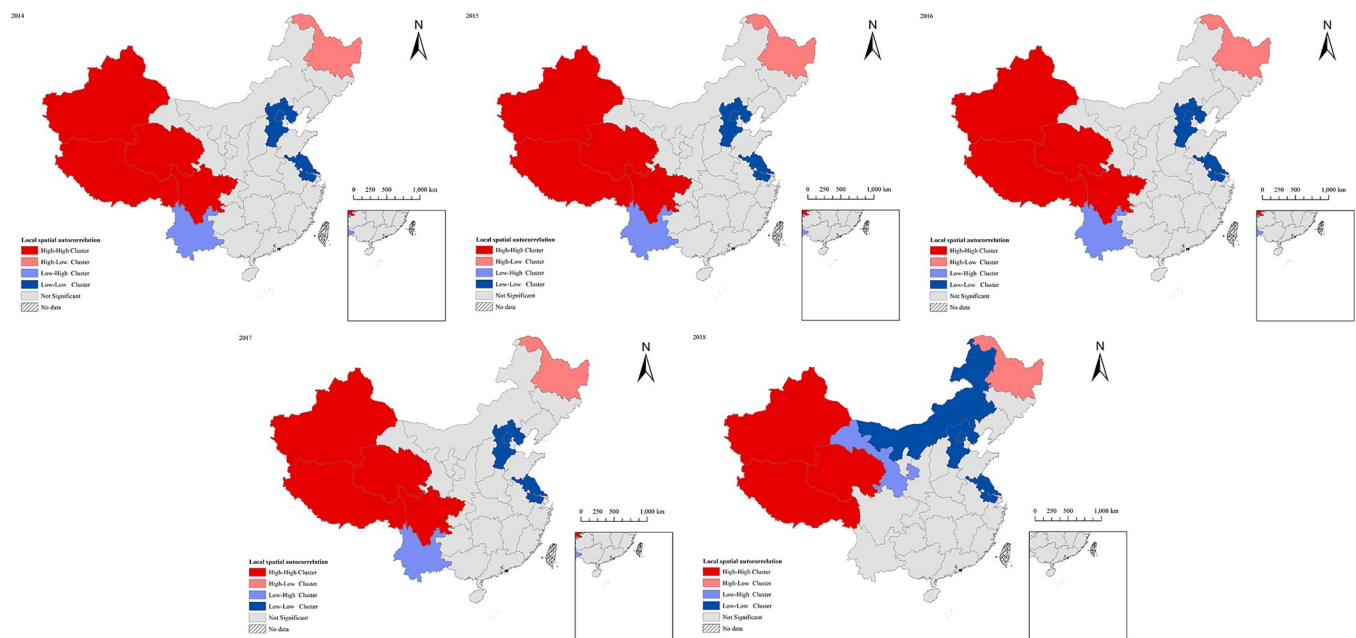 2014
N
0 250 500 1,000 km
Local spatial autocorrelation
High-High Cluster
High-Low Cluster
Low-High Cluster
Low-Low Cluster
Not Significant
No data
2015
N
0 250 500 1,000 km
Local spatial autocorrelation
High-High Cluster
High-Low Cluster
Low-High Cluster
Low-Low Cluster
Not Significant
No data
2016
N
0 250 500 1,000 km
Local spatial autocorrelation
High-High Cluster
High-Low Cluster
Low-High Cluster
Low-Low Cluster
Not Significant
No data
2017
N
0 250 500 1,000 km
Local spatial autocorrelation
High-High Cluster
High-Low Cluster
Low-High Cluster
Low-Low Cluster
Not Significant
No data
2018
N
0 250 500 1,000 km
Local spatial autocorrelation
High-High Cluster
High-Low Cluster
Low-High Cluster
Low-Low Cluster
Not Significant
No data